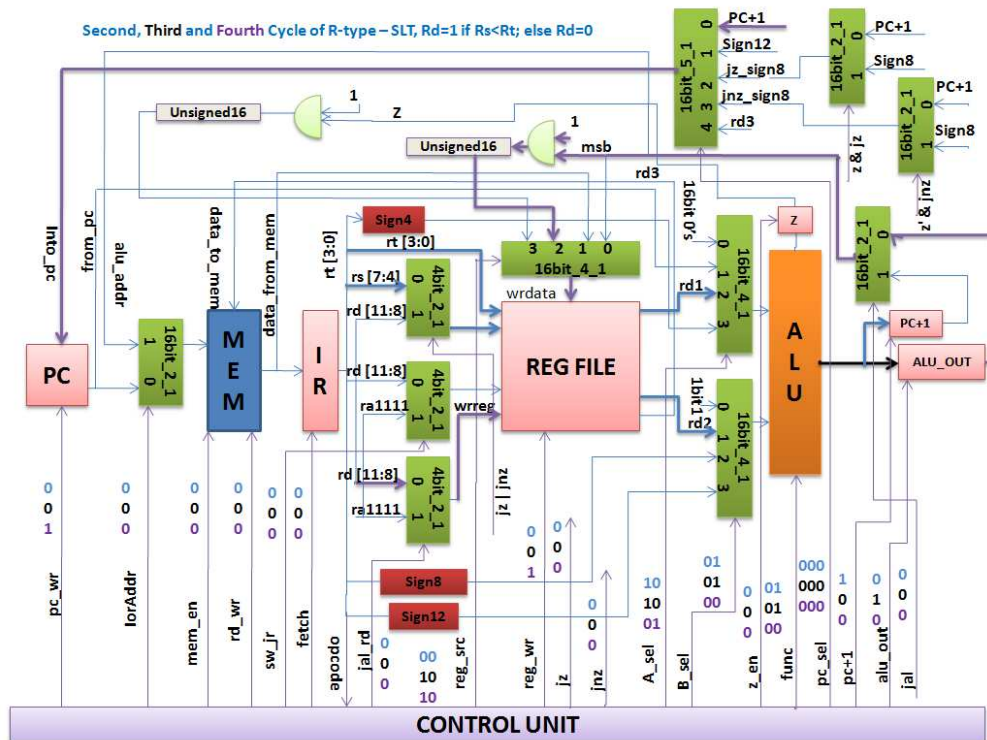 Second, Third and Fourth Cycle of R-type – SLT, Rd=1 if Rs<Rt; else Rd=0
PC+1
0
Sign12
1
jz_sign8
2
jnz_sign8
3
rd3
4
16bit_5_1
PC+1
0
Sign8
1
16bit_2_1
PC+1
0
Sign8
1
16bit_2_1
z & jz
z' & jnz
Unsigned16
1
Z
Unsigned16
1
msb
rd3
Into_pc
from_pc
alu_addr
data_to_mem
data_from_mem
rt [3:0]
Sign4
rt [3:0]
3 2 1 0
16bit_4_1
wrdata
rs [7:4]
rd [11:8]
0
1
4bit_2_1
rd [11:8]
ra1111
0
1
4bit_2_1
rd [11:8]
ra1111
0
1
4bit_2_1
wrreg
jz | jnz
PC
1
0
16bit_2_1
MEM
IR
REG FILE
rd1
rd2
16bit 0's
0
1
2
3
16bit_4_1
1bit1
0
1
2
3
16bit_4_1
Z
ALU
16bit_2_1
0
1
PC+1
ALU_OUT
Sign8
Sign12
0
0
1
pc_wr
0
0
0
IorAddr
0
0
0
mem_en
0
0
0
rd_wr
sw_jr
0
0
0
fetch
opcode
jal_rd
0
0
0
00
10
10
reg_src
0
0
1
reg_wr
0
0
0
jz
0
0
0
jnz
10
10
01
A_sel
01
01
00
B_sel
0
0
0
z_en
01
01
00
func
000
000
000
pc_sel
1
0
0
pc+1
0
1
0
alu_out
0
0
0
jal
CONTROL UNIT